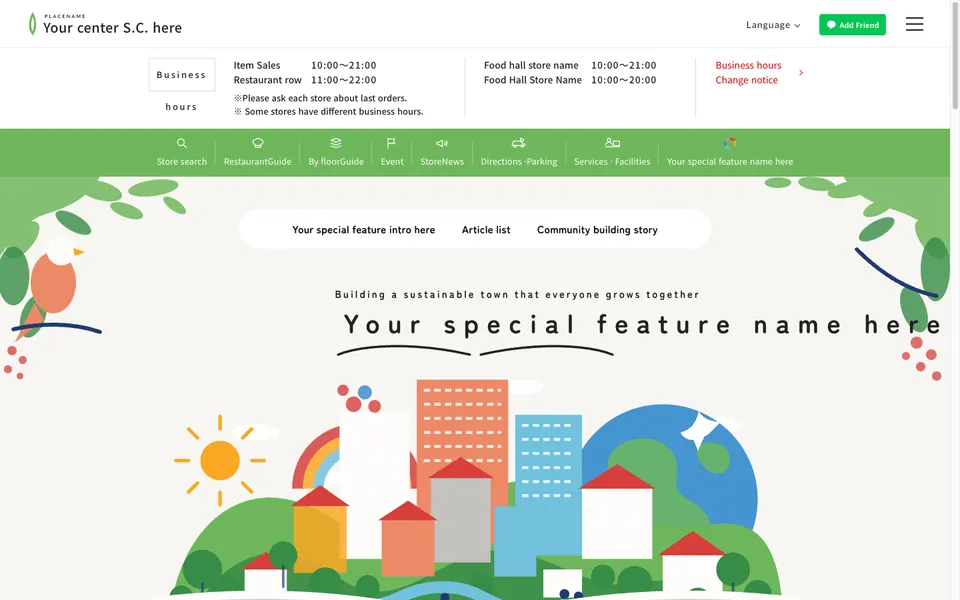 PLACENAME
Your center S.C. here
Language
Add Friend
Business
hours
Item Sales 10:00〜21:00
Restaurant row 11:00〜22:00
※Please ask each store about last orders.
※ Some stores have different business hours.
Food hall store name 10:00〜21:00
Food Hall Store Name 10:00〜20:00
Business hours
Change notice
Store search
RestaurantGuide
By floorGuide
Event
StoreNews
Directions ·Parking
Services · Facilities
Your special feature name here
Your special feature intro here
Article list
Community building story
Building a sustainable town that everyone grows together
Your special feature name here